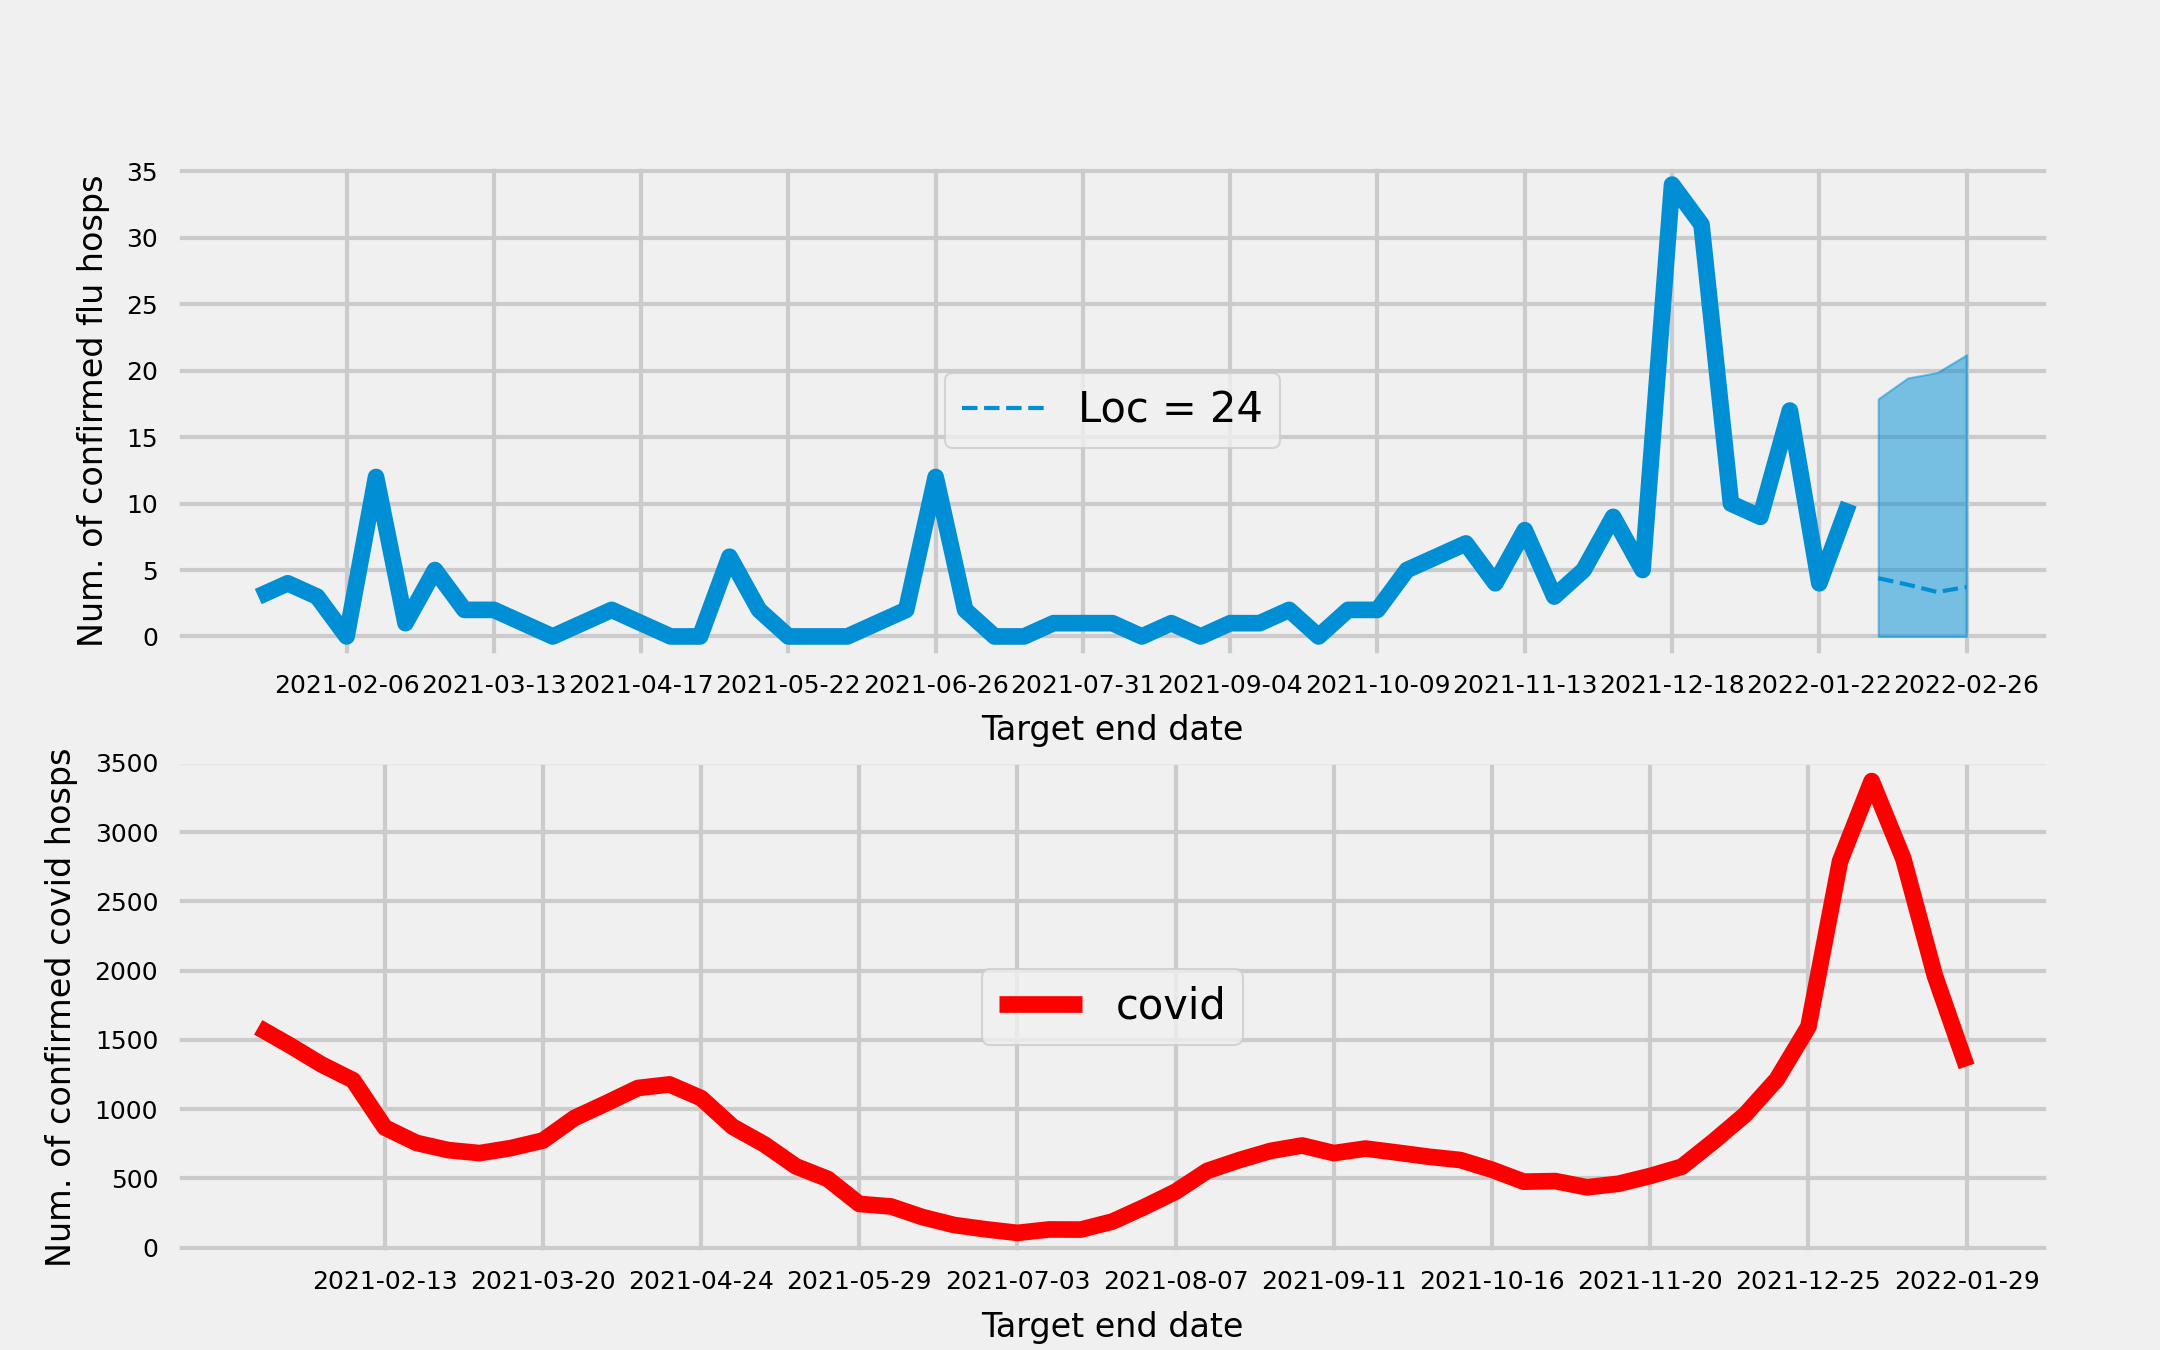 Num. of confirmed flu hosps
35
30
25
20
15
10
5
0
Loc = 24
2021-02-06 2021-03-13 2021-04-17 2021-05-22 2021-06-26 2021-07-31 2021-09-04 2021-10-09 2021-11-13 2021-12-18 2022-01-22 2022-02-26
Target end date
Num. of confirmed covid hosps
3500
3000
2500
2000
1500
1000
500
0
covid
2021-02-13 2021-03-20 2021-04-24 2021-05-29 2021-07-03 2021-08-07 2021-09-11 2021-10-16 2021-11-20 2021-12-25 2022-01-29
Target end date